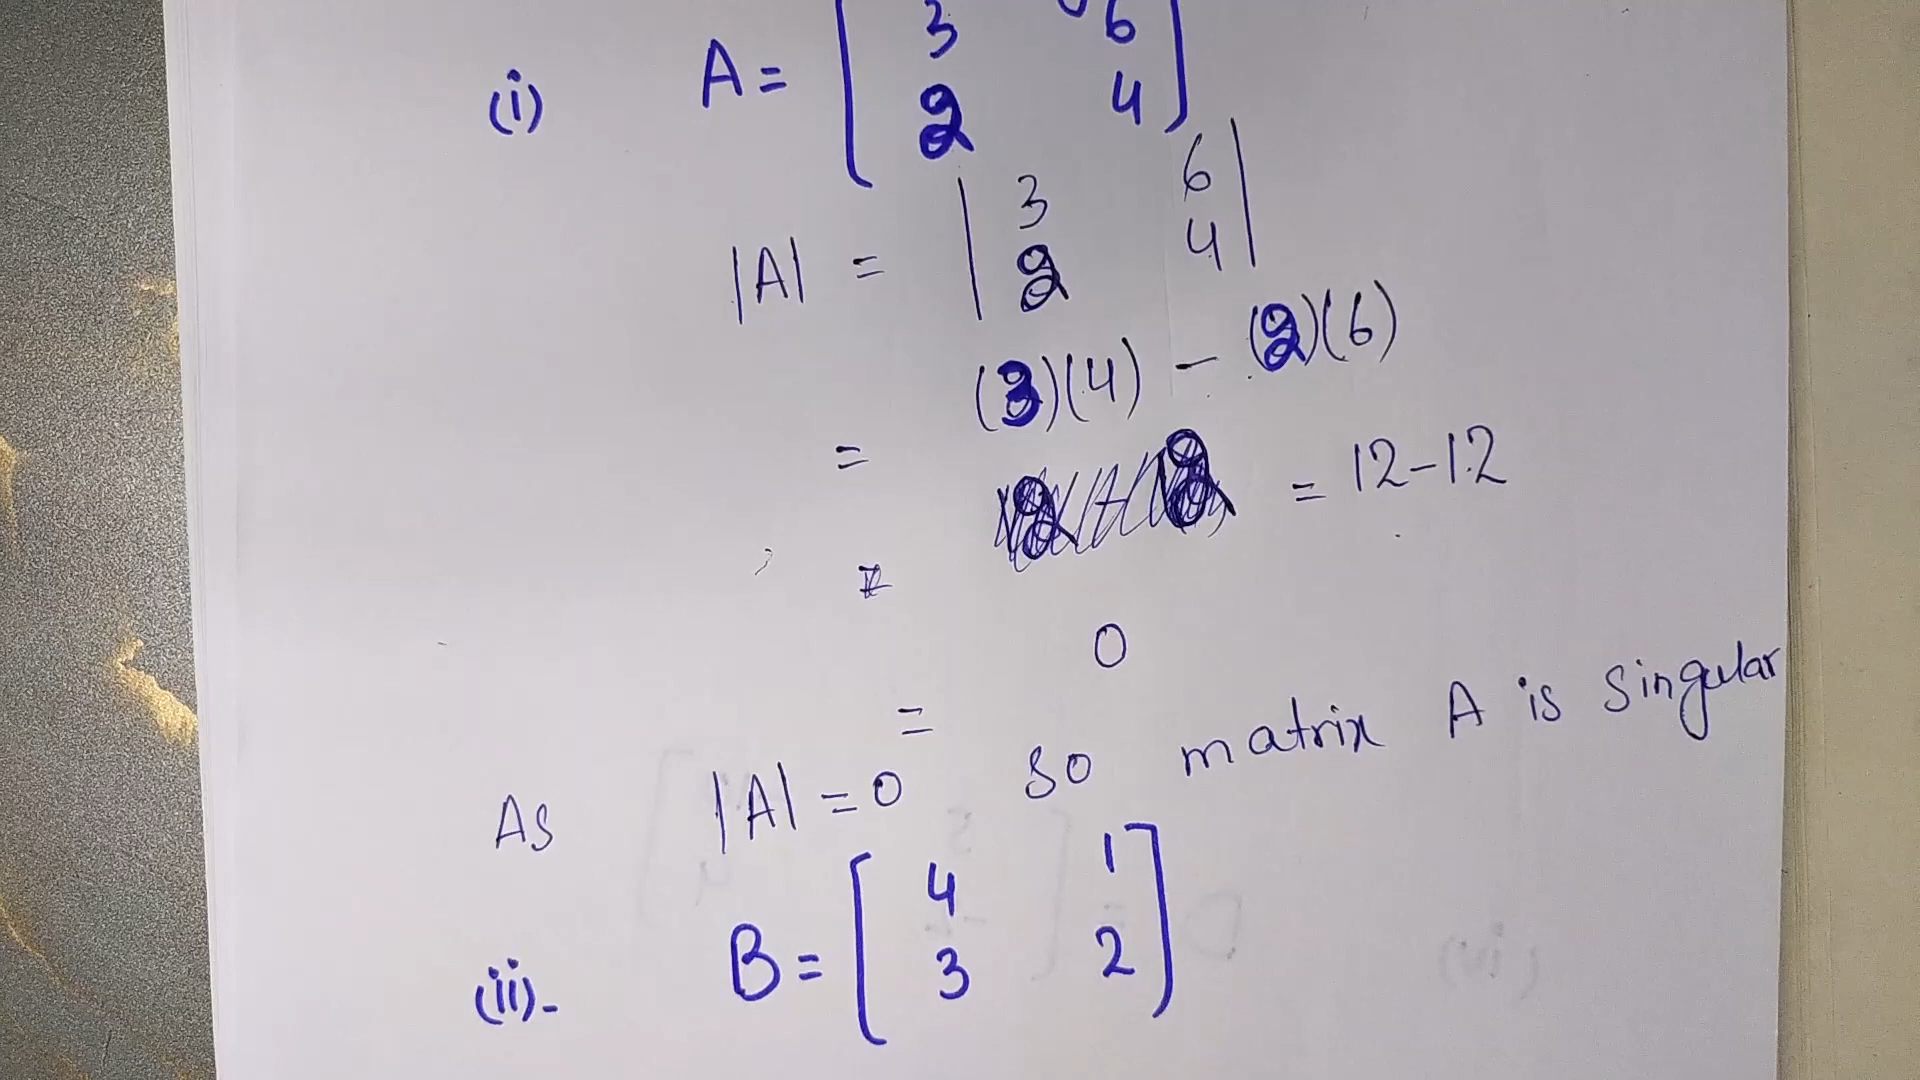 (i) A = [ 3 6
2 4 ]
|A| = | 3 6
2 4 |
= (3)(4) - (2)(6)
= 12-12
= 0
As |A| = 0 so matrix A is singular
(ii)- B = [ 4 1
3 2 ]